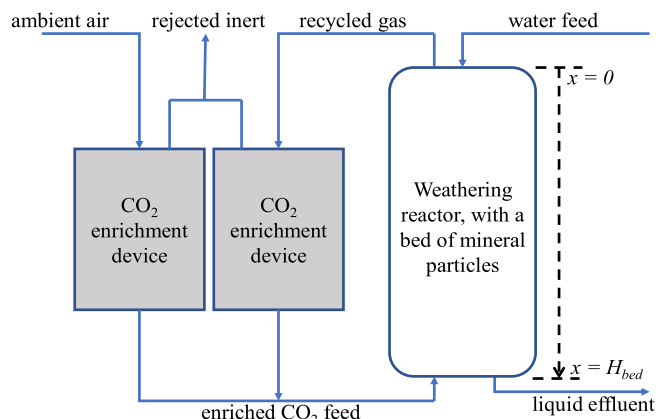 ambient air
rejected inert
recycled gas
water feed
x = 0
CO₂
enrichment
device
CO₂
enrichment
device
Weathering
reactor, with a
bed of mineral
particles
x = H_bed
liquid effluent
enriched CO₂ feed